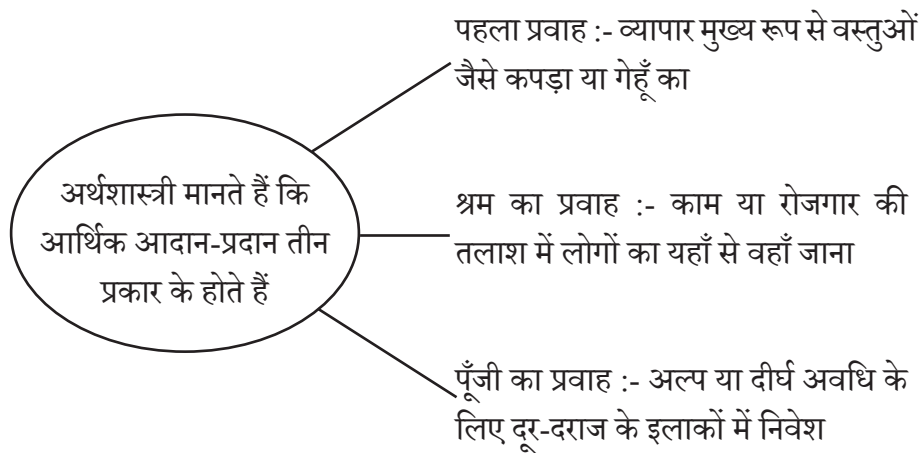 पहला प्रवाह :- व्यापार मुख्य रूप से वस्तुओं
जैसे कपड़ा या गेहूँ का
अर्थशास्त्री मानते हैं कि
आर्थिक आदान-प्रदान तीन
प्रकार के होते हैं
श्रम का प्रवाह :- काम या रोजगार की
तलाश में लोगों का यहाँ से वहाँ जाना
पूँजी का प्रवाह :- अल्प या दीर्घ अवधि के
लिए दूर-दराज के इलाकों में निवेश